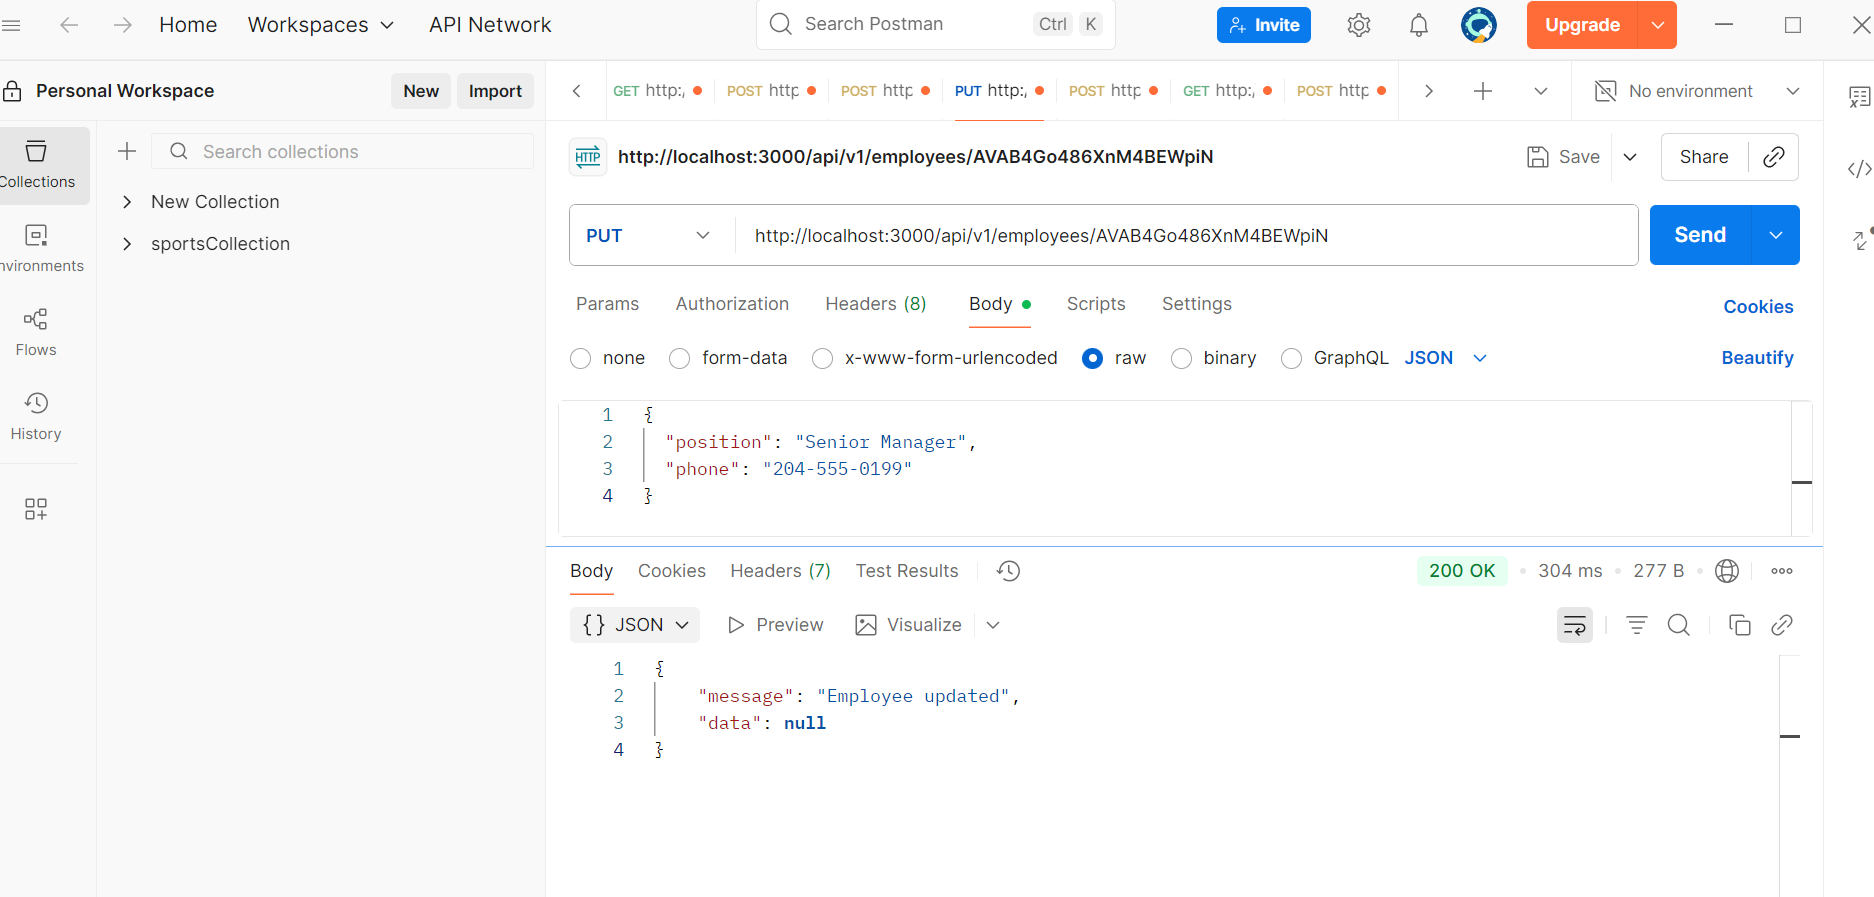 Home Workspaces API Network Search Postman Ctrl K Invite Upgrade
Personal Workspace New Import
GET http:/ POST http POST http PUT http:/ POST http GET http:/ POST http No environment
Search collections
Collections
New Collection
sportsCollection
nvironments
Flows
History
HTTP http://localhost:3000/api/v1/employees/AVAB4Go486XnM4BEWpiN Save Share
PUT http://localhost:3000/api/v1/employees/AVAB4Go486XnM4BEWpiN Send
Params Authorization Headers (8) Body Scripts Settings Cookies
none form-data x-www-form-urlencoded raw binary GraphQL JSON Beautify
1 {
2 "position": "Senior Manager",
3 "phone": "204-555-0199"
4 }
Body Cookies Headers (7) Test Results 200 OK 304 ms 277 B
{} JSON Preview Visualize
1 {
2 "message": "Employee updated",
3 "data": null
4 }